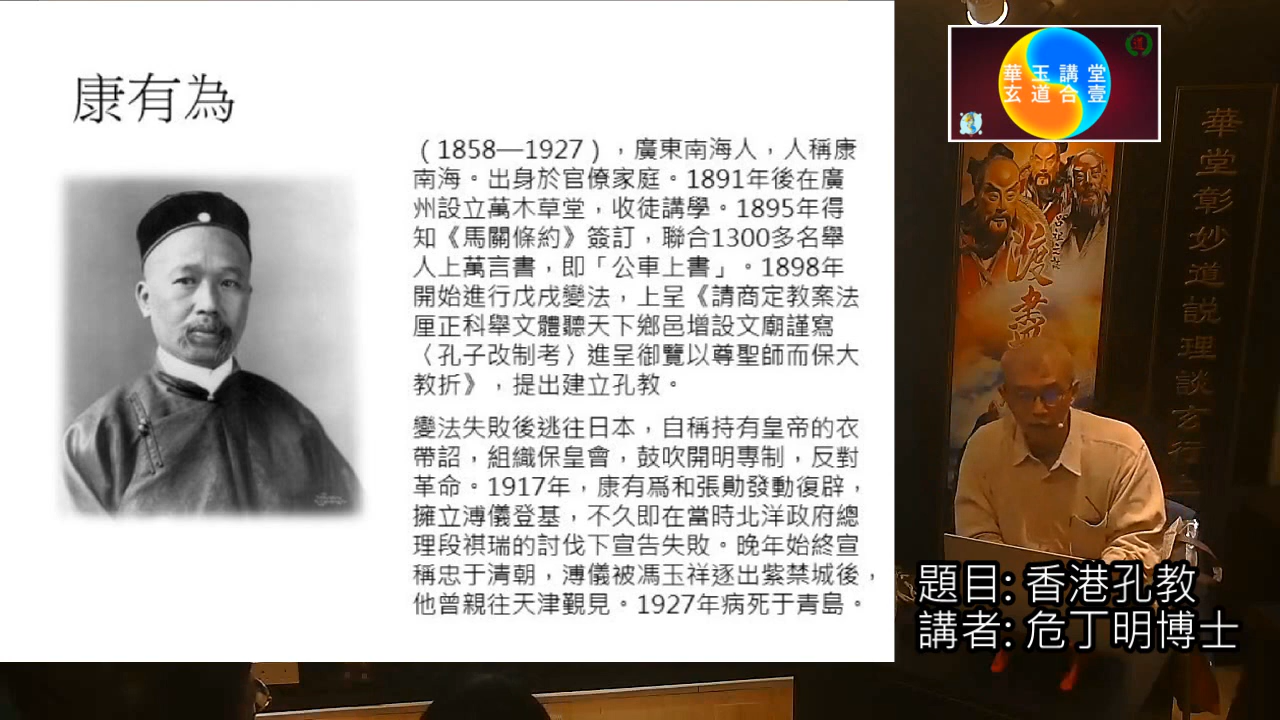 康有為
（1858—1927），廣東南海人，人稱康
南海。出身於官僚家庭。1891年後在廣
州設立萬木草堂，收徒講學。1895年得
知《馬關條約》簽訂，聯合1300多名舉
人上萬言書，即「公車上書」。1898年
開始進行戊戌變法，上呈《請商定教案法
厘正科舉文體聽天下鄉邑增設文廟謹寫
〈孔子改制考〉進呈御覽以尊聖師而保大
教折》，提出建立孔教。
變法失敗後逃往日本，自稱持有皇帝的衣
帶詔，組織保皇會，鼓吹開明專制，反對
革命。1917年，康有爲和張勛發動復辟，
擁立溥儀登基，不久即在當時北洋政府總
理段祺瑞的討伐下宣告失敗。晚年始終宣
稱忠于清朝，溥儀被馮玉祥逐出紫禁城後，
他曾親往天津覲見。1927年病死于青島。
華玉講堂
玄道合壹
道
渡盡
華堂彰妙道説理談玄行
題目: 香港孔教
講者: 危丁明博士